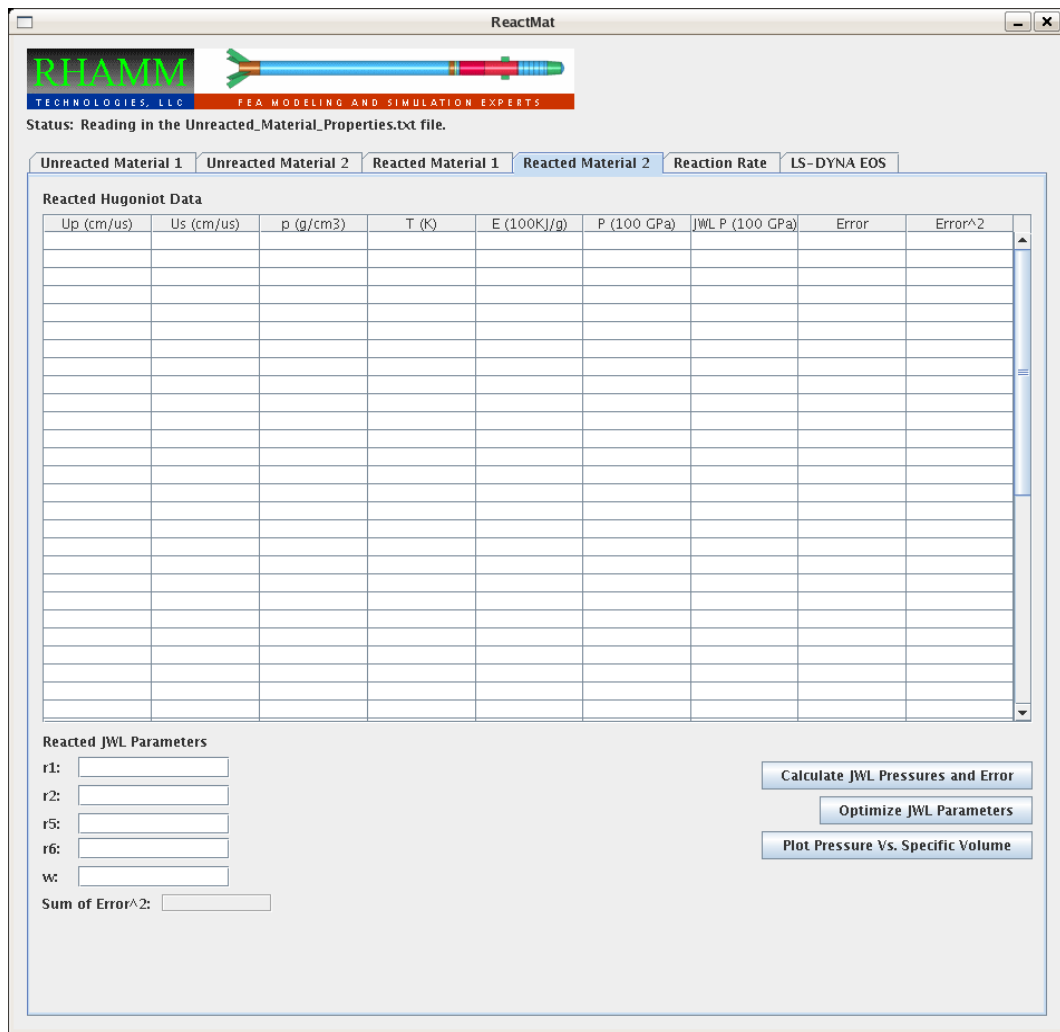 ReactMat
RHAMM
TECHNOLOGIES, LLC FEA MODELING AND SIMULATION EXPERTS
Status: Reading in the Unreacted_Material_Properties.txt file.
Unreacted Material 1 Unreacted Material 2 Reacted Material 1 Reacted Material 2 Reaction Rate LS-DYNA EOS
Reacted Hugoniot Data
Up (cm/us) Us (cm/us) p (g/cm3) T (K) E (100KJ/g) P (100 GPa) JWL P (100 GPa) Error Error^2
Reacted JWL Parameters
r1:
Calculate JWL Pressures and Error
r2:
Optimize JWL Parameters
r5:
r6:
Plot Pressure Vs. Specific Volume
w:
Sum of Error^2: